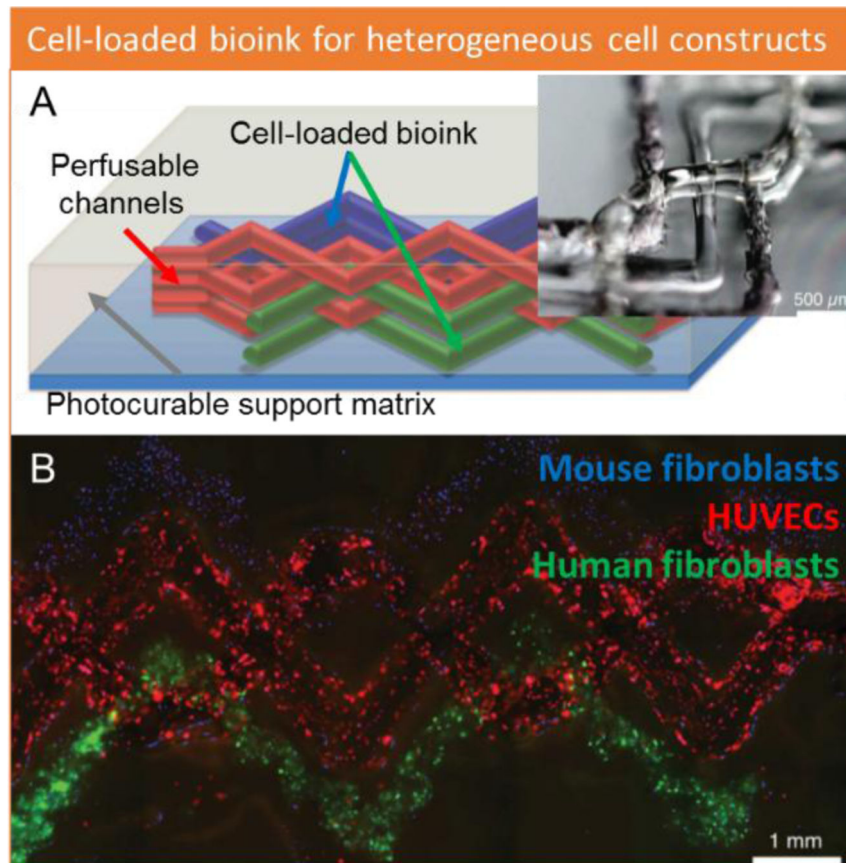 Cell-loaded bioink for heterogeneous cell constructs
A
Cell-loaded bioink
Perfusable
channels
500 μm
Photocurable support matrix
B
Mouse fibroblasts
HUVECs
Human fibroblasts
1 mm